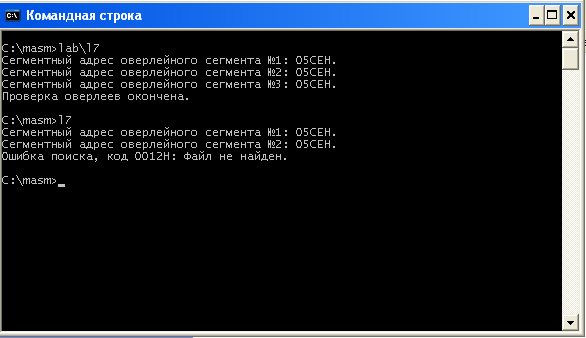 Командная строка
C:\masm>lab\l7
Сегментный адрес оверлейного сегмента №1: 05CEH.
Сегментный адрес оверлейного сегмента №2: 05CEH.
Сегментный адрес оверлейного сегмента №3: 05CEH.
Проверка оверлеев окончена.
C:\masm>l7
Сегментный адрес оверлейного сегмента №1: 05CEH.
Сегментный адрес оверлейного сегмента №2: 05CEH.
Ошибка поиска, код 0012H: Файл не найден.
C:\masm>_